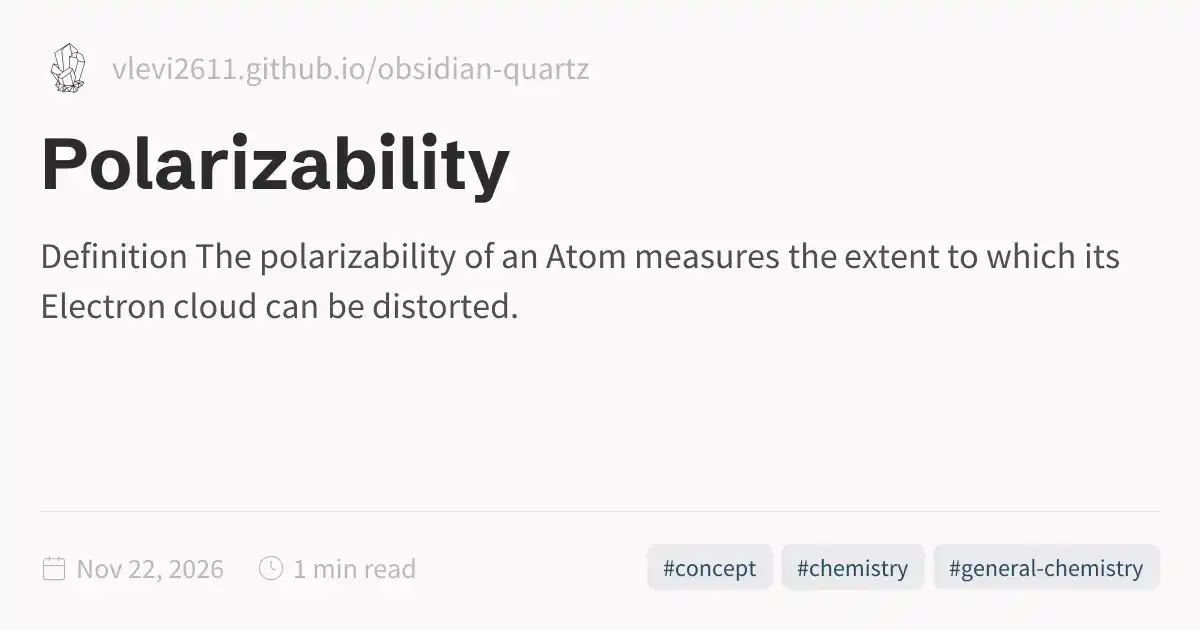 vlevi2611.github.io/obsidian-quartz
Polarizability
Definition The polarizability of an Atom measures the extent to which its
Electron cloud can be distorted.
Nov 22, 2026 1 min read #concept #chemistry #general-chemistry